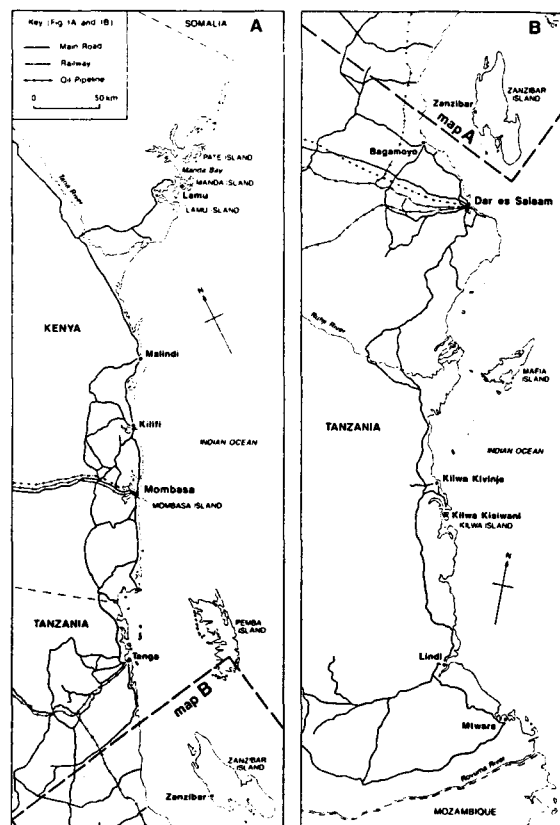 Key (Fig 1A and 1B)
Main Road
Railway
Oil Pipeline
0 50 km
A
SOMALIA
PATE ISLAND
Manda Bay
MANDA ISLAND
Lamu
LAMU ISLAND
Tana River
N
KENYA
Malindi
Kilifi
INDIAN OCEAN
Mombasa
MOMBASA ISLAND
TANZANIA
PEMBA
ISLAND
Tanga
map B
ZANZIBAR
ISLAND
Zanzibar
B
ZANZIBAR
ISLAND
Zanzibar
map A
Bagamoyo
Dar es Salaam
Rufiji River
MAFIA
ISLAND
TANZANIA
INDIAN OCEAN
Kilwa Kivinje
Kilwa Kisiwani
KILWA ISLAND
N
Lindi
Mtwara
Rovuma River
MOZAMBIQUE